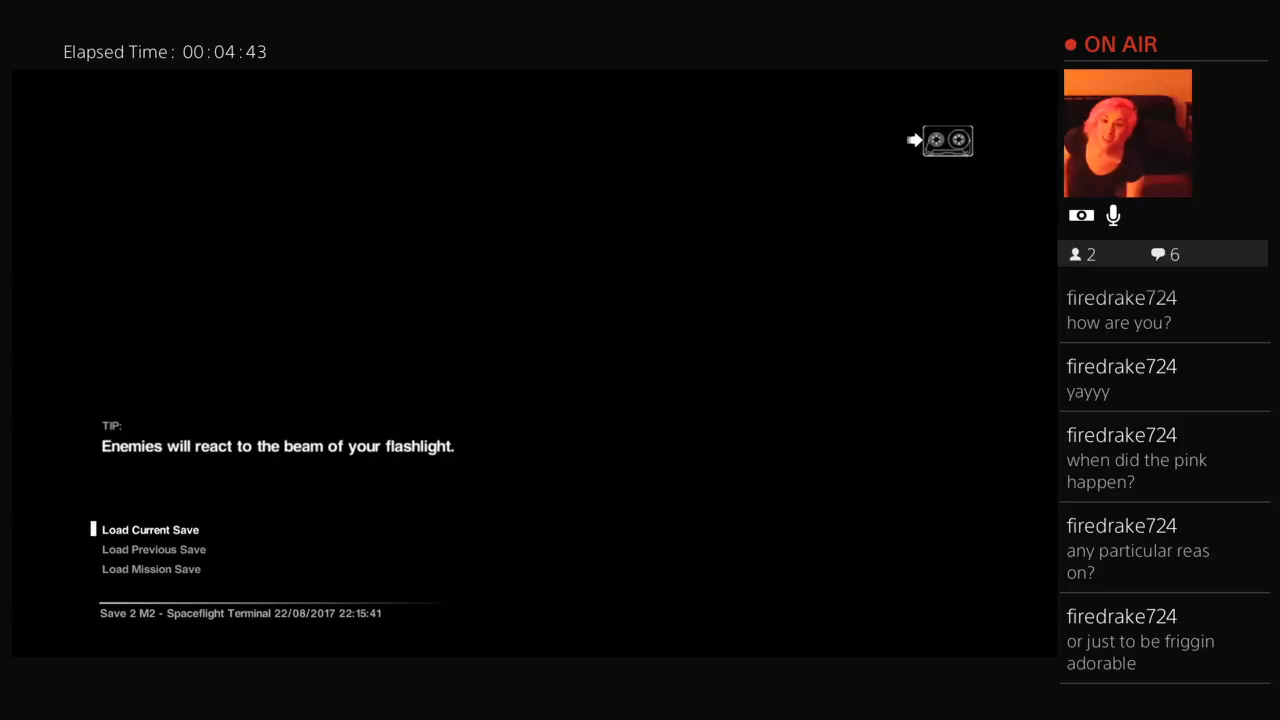 Elapsed Time: 00:04:43
ON AIR
2 6
firedrake724
how are you?
firedrake724
yayyy
firedrake724
when did the pink
happen?
firedrake724
any particular reas
on?
firedrake724
or just to be friggin
adorable
TIP:
Enemies will react to the beam of your flashlight.
Load Current Save
Load Previous Save
Load Mission Save
Save 2 M2 - Spaceflight Terminal 22/08/2017 22:15:41